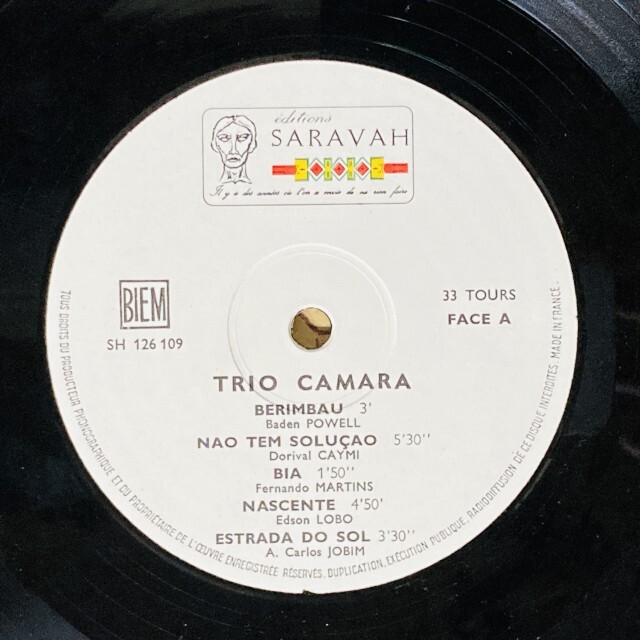 éditions
SARAVAH
Il y a des années où l'on a envie de ne rien faire
BIEM
SH 126 109
33 TOURS
FACE A
TRIO CAMARA
BERIMBAU 3'
Baden POWELL
NAO TEM SOLUÇAO 5'30''
Dorival CAYMI
BIA 1'50''
Fernando MARTINS
NASCENTE 4'50'
Edson LOBO
ESTRADA DO SOL 3'30''
A. Carlos JOBIM
TOUS DROITS DU PRODUCTEUR PHONOGRAPHIQUE ET DU PROPRIÉTAIRE DE L'ŒUVRE ENREGISTRÉE RÉSERVÉS, DUPLICATION, EXÉCUTION PUBLIQUE, RADIODIFFUSION DE CE DISQUE INTERDITES. MADE IN FRANCE.